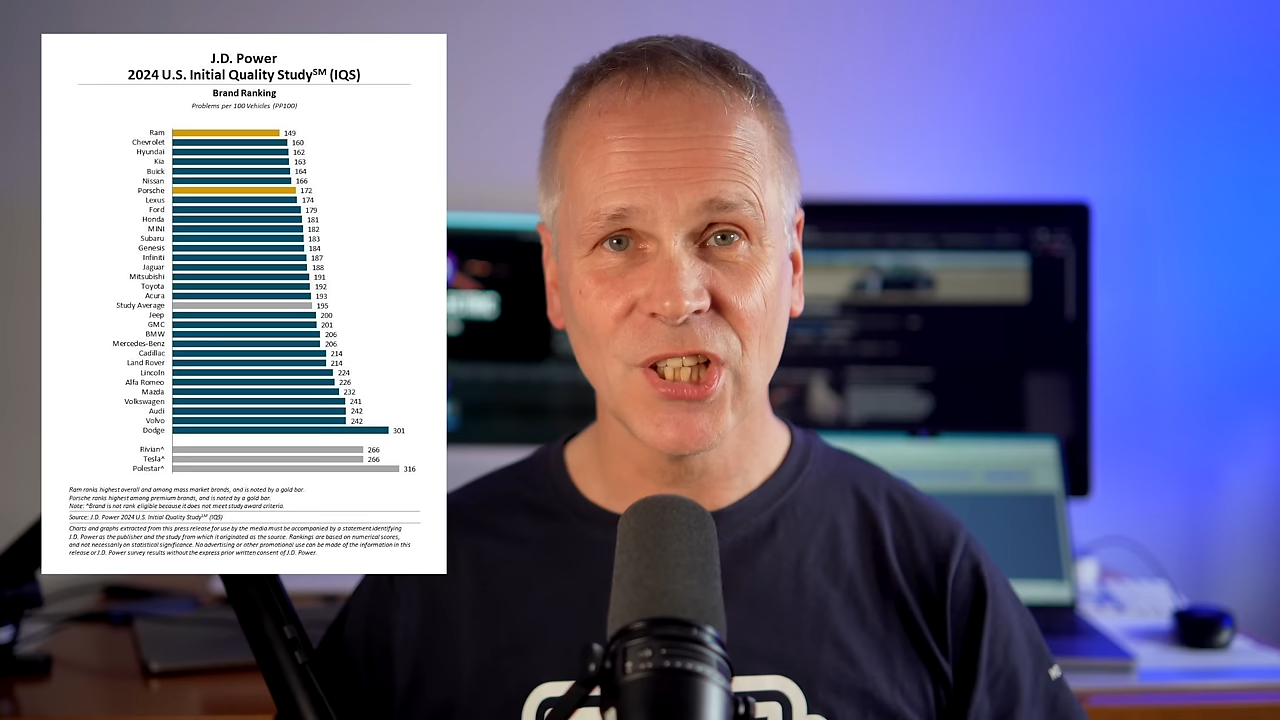 J.D. Power
2024 U.S. Initial Quality Study℠ (IQS)
Brand Ranking
Problems per 100 Vehicles (PP100)
Ram 149
Chevrolet 160
Hyundai 162
Kia 163
Buick 164
Nissan 166
Porsche 172
Lexus 174
Ford 179
Honda 181
MINI 182
Subaru 183
Genesis 184
Infiniti 187
Jaguar 188
Mitsubishi 191
Toyota 192
Acura 193
Study Average 195
Jeep 200
GMC 201
BMW 206
Mercedes-Benz 206
Cadillac 214
Land Rover 214
Lincoln 224
Alfa Romeo 226
Mazda 232
Volkswagen 241
Audi 242
Volvo 242
Dodge 301
Rivian^ 266
Tesla^ 266
Polestar^ 316
Ram ranks highest overall and among mass market brands, and is noted by a gold bar.
Porsche ranks highest among premium brands, and is noted by a gold bar.
Note: ^Brand is not rank eligible because it does not meet study award criteria.
Source: J.D. Power 2024 U.S. Initial Quality Study℠ (IQS)
Charts and graphs extracted from this press release for use by the media must be accompanied by a statement identifying
J.D. Power as the publisher and the study from which it originated as the source. Rankings are based on numerical scores,
and not necessarily on statistical significance. No advertising or other promotional use can be made of the information in this
release or J.D. Power survey results without the express prior written consent of J.D. Power.